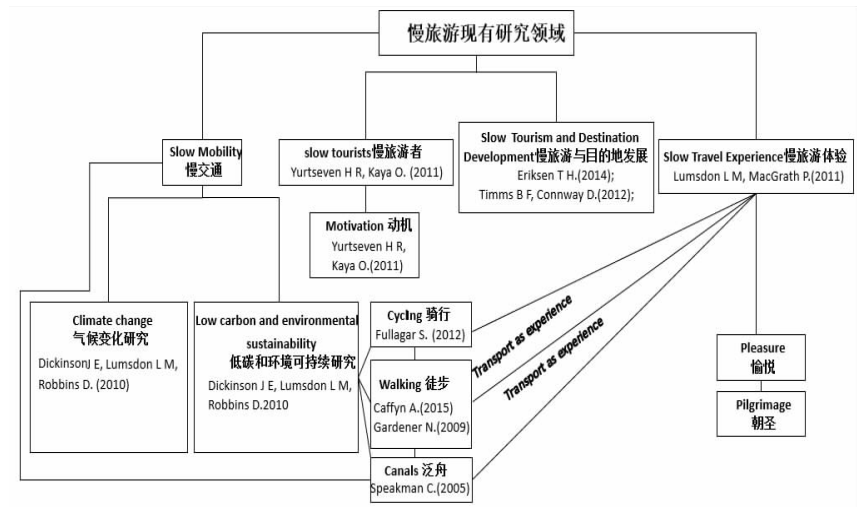 慢旅游现有研究领域
Slow Mobility
慢交通
slow tourists慢旅游者
Yurtseven H R, Kaya O. (2011)
Slow Tourism and Destination
Development慢旅游与目的地发展
Eriksen T H.(2014);
Timms B F, Connway D.(2012);
Slow Travel Experience慢旅游体验
Lumsdon L M, MacGrath P.(2011)
Motivation 动机
Yurtseven H R,
Kaya O.(2011)
Climate change
气候变化研究
DickinsonJ E, Lumsdon L M,
Robbins D. (2010)
Low carbon and environmental
sustainability
低碳和环境可持续研究
Dickinson J E, Lumsdon L M,
Robbins D.2010
Cycling 骑行
Fullagar S. (2012)
Walking 徒步
Caffyn A.(2015)
Gardener N.(2009)
Canals 泛舟
Speakman C.(2005)
Transport as experience
Transport as experience
Pleasure
愉悦
Pilgrimage
朝圣